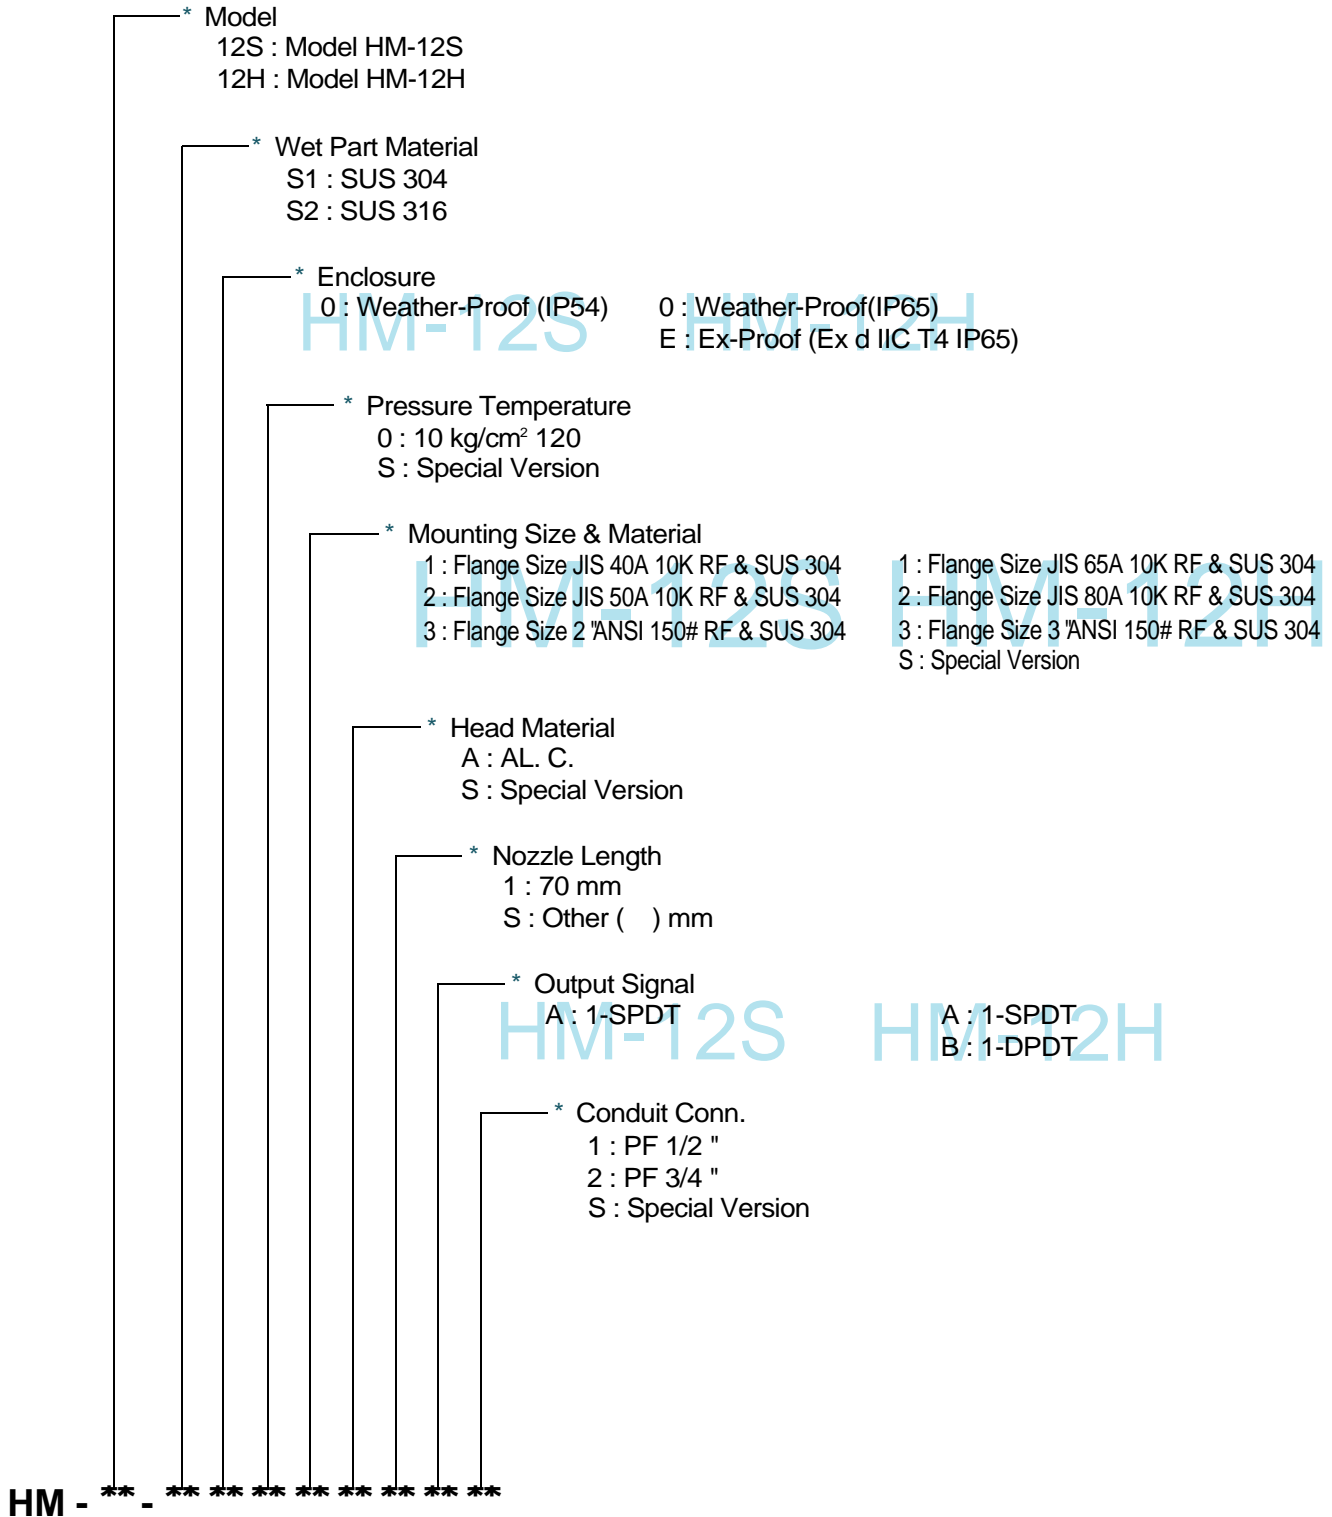 * Model
12S : Model HM-12S
12H : Model HM-12H
* Wet Part Material
S1 : SUS 304
S2 : SUS 316
* Enclosure
HM-12S HM-12H
0 : Weather-Proof (IP54) 0 : Weather-Proof(IP65)
E : Ex-Proof (Ex d IIC T4 IP65)
* Pressure Temperature
0 : 10 kg/cm² 120
S : Special Version
* Mounting Size & Material
HM-12S HM-12H
1 : Flange Size JIS 40A 10K RF & SUS 304 1 : Flange Size JIS 65A 10K RF & SUS 304
2 : Flange Size JIS 50A 10K RF & SUS 304 2 : Flange Size JIS 80A 10K RF & SUS 304
3 : Flange Size 2 "ANSI 150# RF & SUS 304 3 : Flange Size 3 "ANSI 150# RF & SUS 304
S : Special Version
* Head Material
A : AL. C.
S : Special Version
* Nozzle Length
1 : 70 mm
S : Other ( ) mm
* Output Signal
HM-12S HM-12H
A : 1-SPDT A : 1-SPDT
B : 1-DPDT
* Conduit Conn.
1 : PF 1/2 "
2 : PF 3/4 "
S : Special Version
HM - ** - ** ** ** ** ** ** ** **